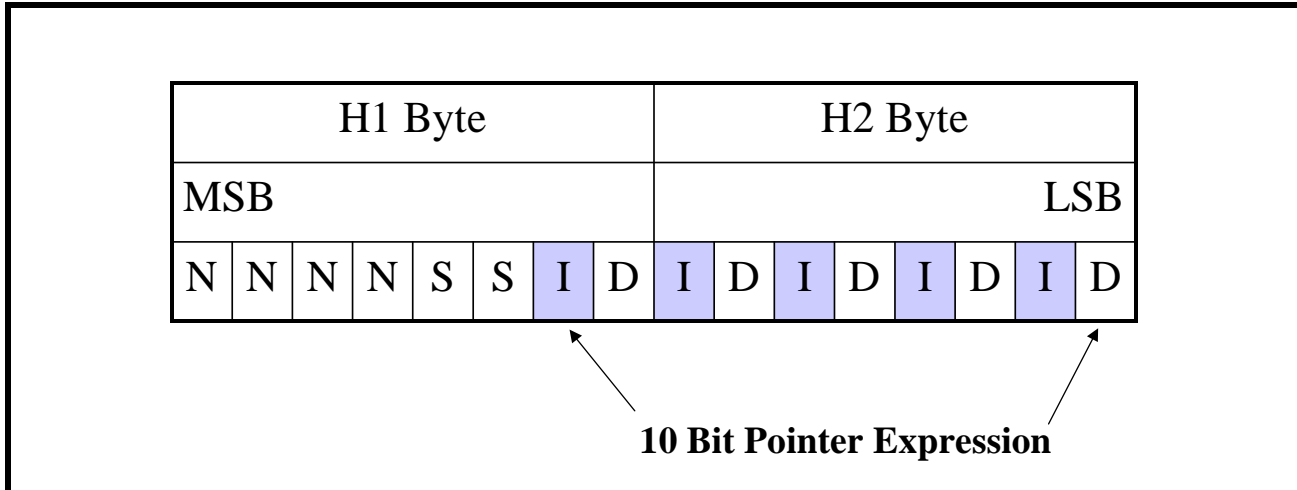 H1 Byte H2 Byte
MSB LSB
N N N N S S I D I D I D I D I D
10 Bit Pointer Expression